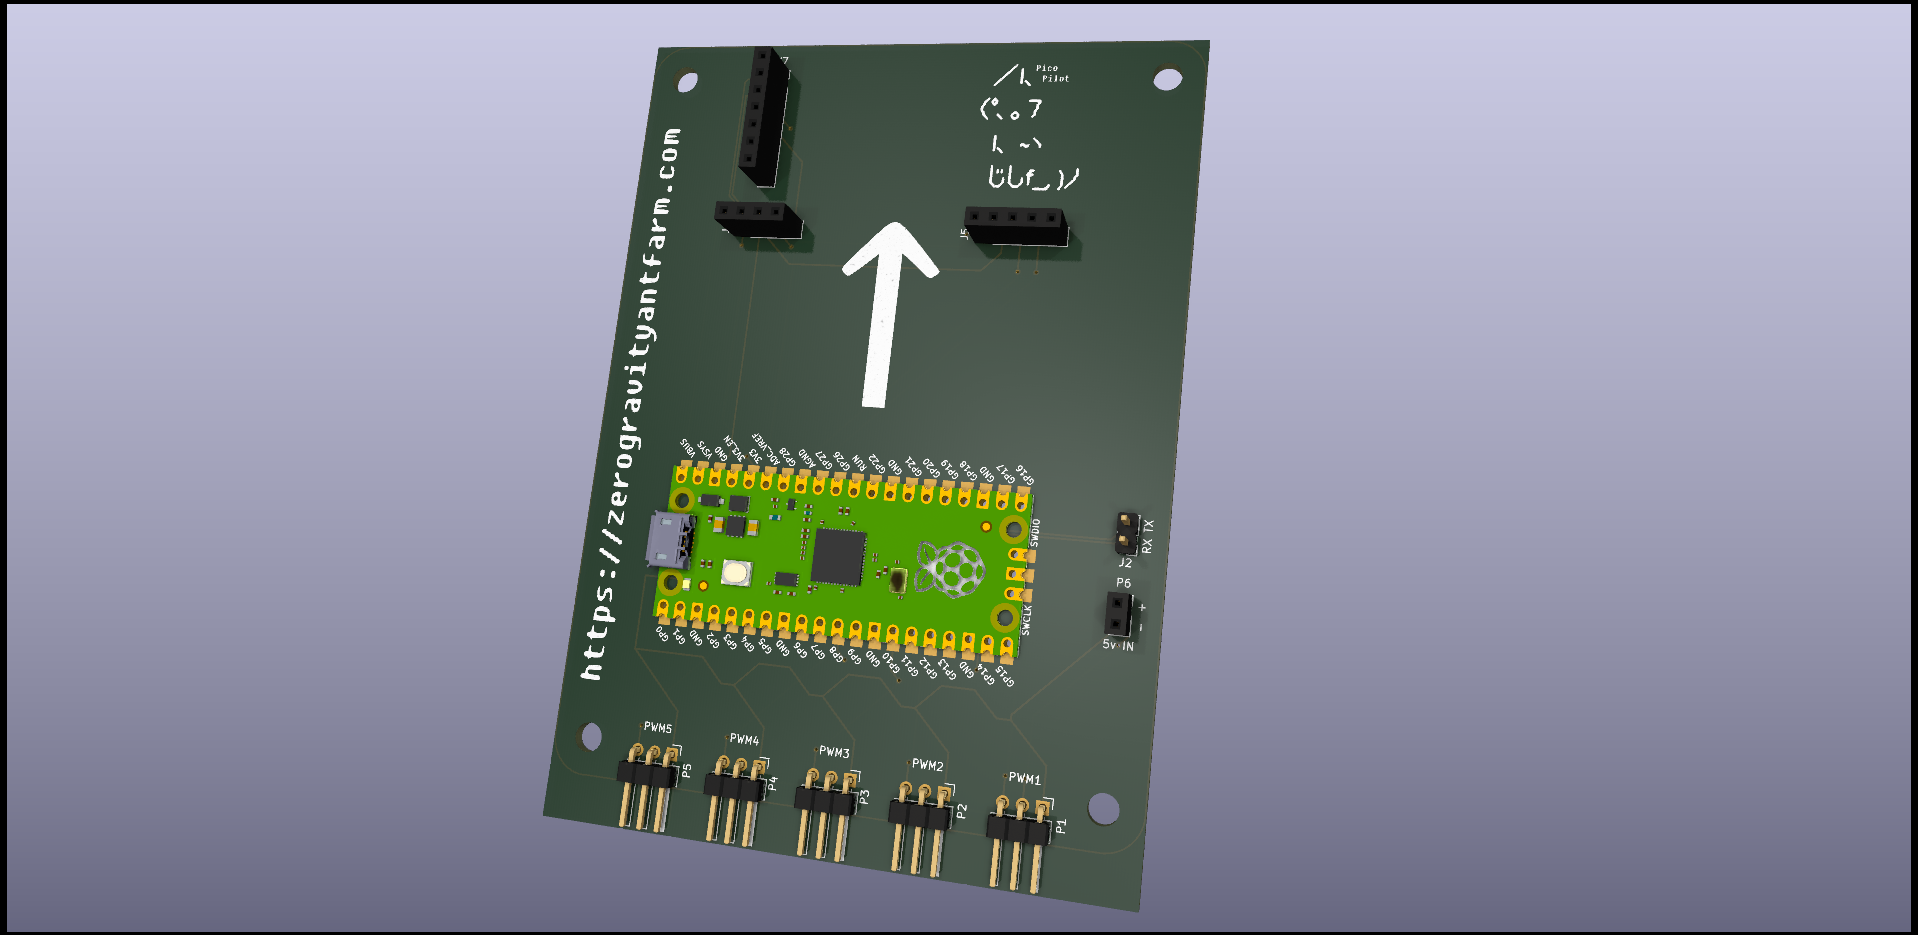 Pico
Pilot
https://zerogravityantfarm.com
J5
VBUS
VSYS
GND
3V3_EN
3V3
ADC_VREF
GP28
AGND
GP27
GP26
RUN
GP22
GND
GP21
GP20
GP19
GP18
GND
GP17
GP16
SWDIO
SWCLK
GP0
GP1
GND
GP2
GP3
GP4
GP5
GND
GP6
GP7
GP8
GP9
GND
GP10
GP11
GP12
GP13
GND
GP14
GP15
RX TX
J2
P6
+
-
5v IN
PWM5
PWM4
PWM3
PWM2
PWM1
P5
P4
P3
P2
P1